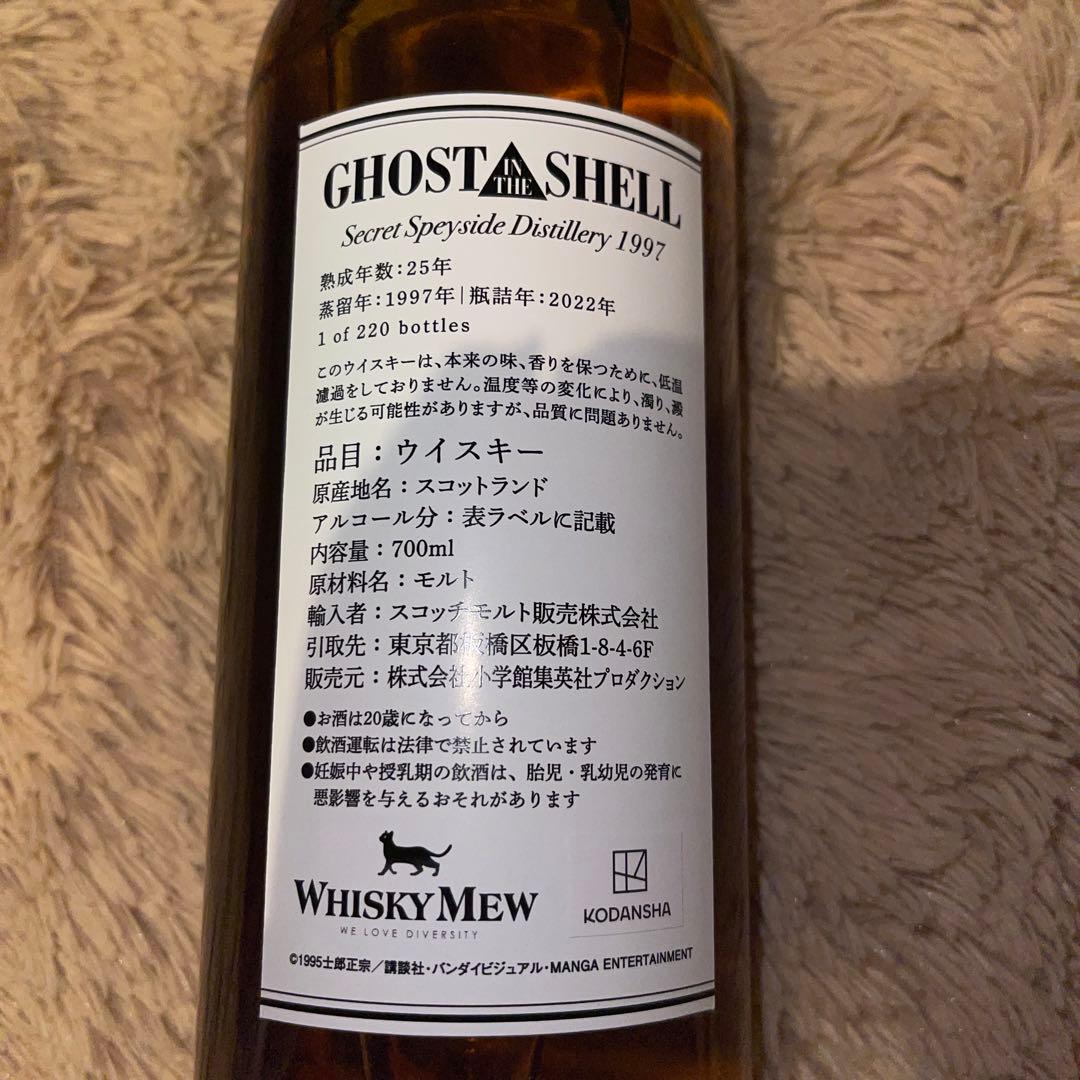 GHOST IN THE SHELL
Secret Speyside Distillery 1997
熟成年数：25年
蒸留年：1997年｜瓶詰年：2022年
1 of 220 bottles
このウイスキーは、本来の味、香りを保つために、低温
濾過をしておりません。温度等の変化により、濁り、澱
が生じる可能性がありますが、品質に問題ありません。
品目：ウイスキー
原産地名：スコットランド
アルコール分：表ラベルに記載
内容量：700ml
原材料名：モルト
輸入者：スコッチモルト販売株式会社
引取先：東京都板橋区板橋1-8-4-6F
販売元：株式会社小学館集英社プロダクション
●お酒は20歳になってから
●飲酒運転は法律で禁止されています
●妊娠中や授乳期の飲酒は、胎児・乳幼児の発育に
悪影響を与えるおそれがあります
WHISKY MEW
WE LOVE DIVERSITY
KODANSHA
©1995士郎正宗／講談社・バンダイビジュアル・MANGA ENTERTAINMENT